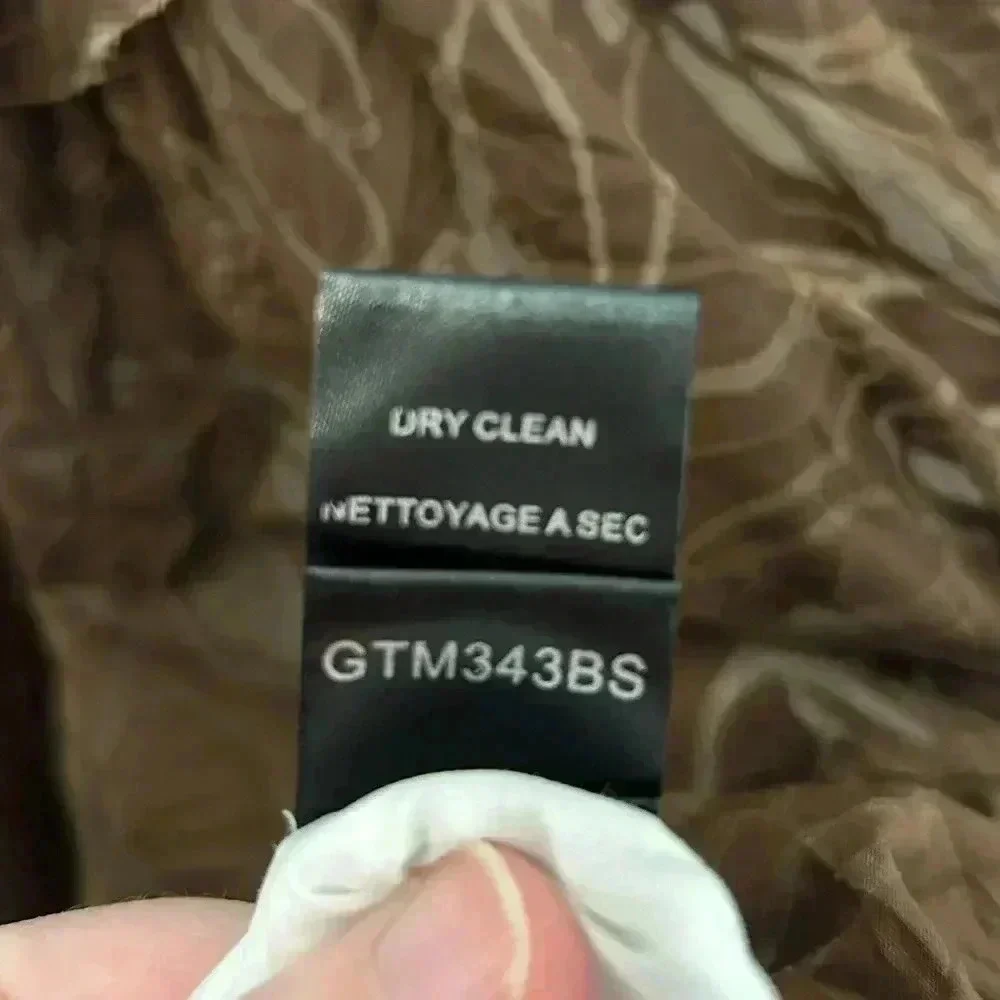 DRY CLEAN
NETTOYAGE A SEC
GTM343BS